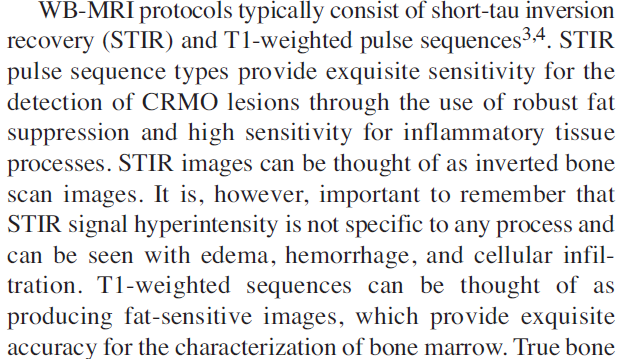 WB-MRI protocols typically consist of short-tau inversion
recovery (STIR) and T1-weighted pulse sequences3,4. STIR
pulse sequence types provide exquisite sensitivity for the
detection of CRMO lesions through the use of robust fat
suppression and high sensitivity for inflammatory tissue
processes. STIR images can be thought of as inverted bone
scan images. It is, however, important to remember that
STIR signal hyperintensity is not specific to any process and
can be seen with edema, hemorrhage, and cellular infil-
tration. T1-weighted sequences can be thought of as
producing fat-sensitive images, which provide exquisite
accuracy for the characterization of bone marrow. True bone